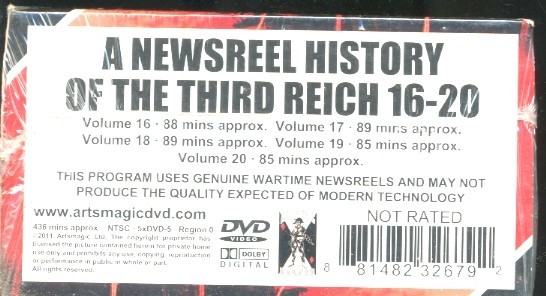 A NEWSREEL HISTORY
OF THE THIRD REICH 16-20
Volume 16 · 88 mins approx. Volume 17 · 89 mins approx.
Volume 18 · 89 mins approx. Volume 19 · 85 mins approx.
Volume 20 · 85 mins approx.
THIS PROGRAM USES GENUINE WARTIME NEWSREELS AND MAY NOT
PRODUCE THE QUALITY EXPECTED OF MODERN TECHNOLOGY
www.artsmagicdvd.com
436 mins approx. NTSC · 5xDVD-5 Region 0
©2011 Artsmagic Ltd. The copyright proprietor has
licensed the picture contained herein for private home
use only and prohibits any use, copying, reproduction
or performance in public in whole or part.
All rights reserved.
DVD
VIDEO
DOLBY
DIGITAL
NOT RATED
8 81482 32679 2